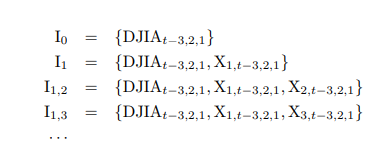 I₀ = {DJIAₜ₋₃,₂,₁}
I₁ = {DJIAₜ₋₃,₂,₁, X₁,ₜ₋₃,₂,₁}
I₁,₂ = {DJIAₜ₋₃,₂,₁, X₁,ₜ₋₃,₂,₁, X₂,ₜ₋₃,₂,₁}
I₁,₃ = {DJIAₜ₋₃,₂,₁, X₁,ₜ₋₃,₂,₁, X₃,ₜ₋₃,₂,₁}
...